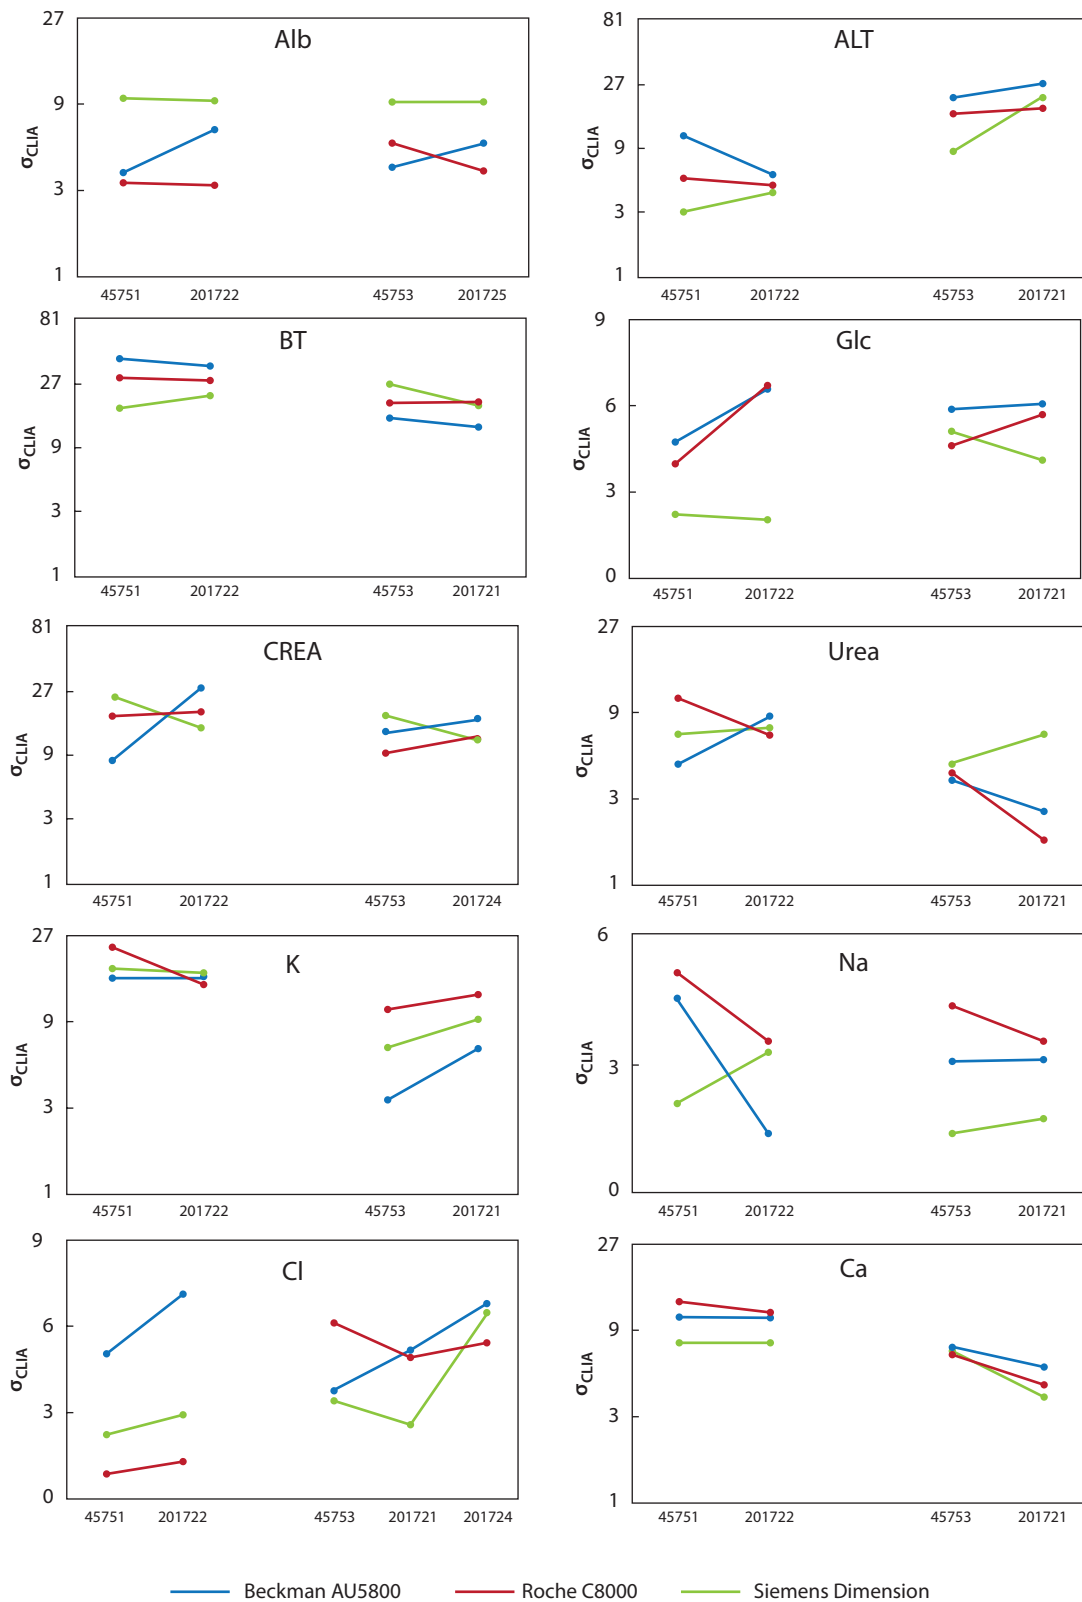 Alb
27
9
3
1
σCLIA
45751 201722 45753 201725
ALT
81
27
9
3
1
σCLIA
45751 201722 45753 201721
BT
81
27
9
3
1
σCLIA
45751 201722 45753 201721
Glc
9
6
3
0
σCLIA
45751 201722 45753 201721
CREA
81
27
9
3
1
σCLIA
45751 201722 45753 201724
Urea
27
9
3
1
σCLIA
45751 201722 45753 201721
K
27
9
3
1
σCLIA
45751 201722 45753 201721
Na
6
3
0
σCLIA
45751 201722 45753 201721
Cl
9
6
3
0
σCLIA
45751 201722 45753 201721 201724
Ca
27
9
3
1
σCLIA
45751 201722 45753 201721
Beckman AU5800 Roche C8000 Siemens Dimension